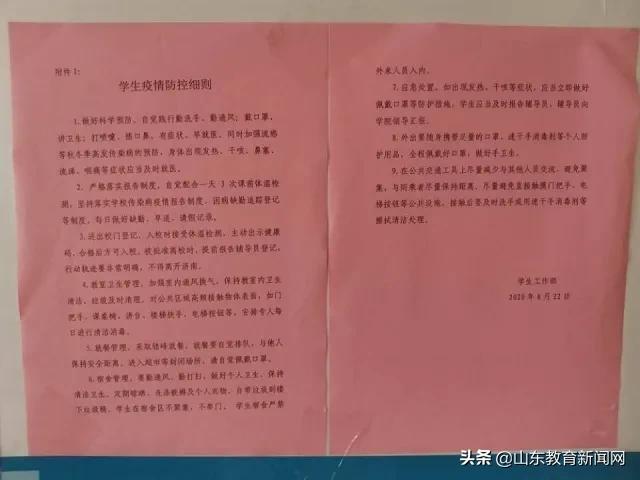 附件1：
学生疫情防控细则
1.做好科学预防、自觉践行勤洗手、勤通风；戴口罩、
讲卫生；打喷嚏、捂口鼻、有症状、早就医，同时加强流感
等秋冬季高发传染病的预防，身体出现发热、干咳、鼻塞、
流涕、咽痛等症状应当及时就医。
2、严格落实报告制度，自觉配合一天 3 次课前体温检
测，坚持落实学校传染病疫情报告制度、因病缺勤追踪登记
等制度，每日做好缺勤、早退、请假记录。
3.进出校门登记、入校时接受体温检测，主动出示健康
码，合格后方可入校。被批准离校时，提前报告辅导员登记，
行动轨迹要非常明确，不得离开济南。
4.教室卫生管理。加强室内通风换气，保持教室内卫生
清洁，垃圾及时清理，对公共区域高频接触物体表面，如门
把手、课桌椅、讲台、楼梯扶手、电梯按钮等，安排专人每
日进行清洁消毒。
5.就餐管理。采取错峰就餐，就餐要自觉排队，与他人
保持安全距离。进入超市等封闭场所，请自觉佩戴口罩。
6.宿舍管理。要勤通风、勤打扫，做好个人卫生，保持
清洁卫生，定期晾晒、洗涤被褥及个人衣物，自带垃圾到楼
下垃圾桶，学生在宿舍区不聚集，不串门。学生宿舍严禁
外来人员入内。
7.应急处置。如出现发热、干咳等症状，应当立即做好
佩戴口罩等防护措施，学生应当及时报告辅导员，辅导员向
学院领导汇报。
8.外出要随身携带足量的口罩、速干手消毒剂等个人防
护用品，全程佩戴好口罩，做好手卫生。
9.在公共交通工具上尽量减少与其他人员交流，避免聚
集，与同乘者尽量保持距离。尽量避免直接触摸门把手、电
梯按钮等公共设施，接触后要及时洗手或用速干手消毒剂等
擦拭清洁处理。
学生工作部
2020 年 8 月 22 日
头条 @山东教育新闻网